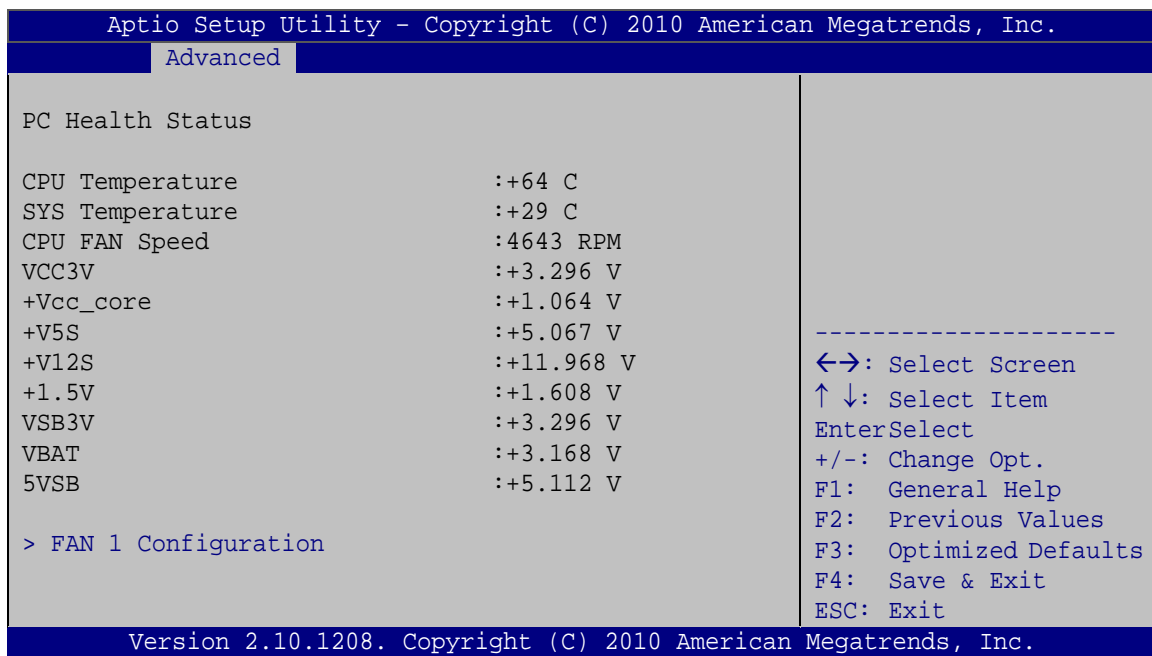 Aptio Setup Utility – Copyright (C) 2010 American Megatrends, Inc.
Advanced
PC Health Status
CPU Temperature :+64 C
SYS Temperature :+29 C
CPU FAN Speed :4643 RPM
VCC3V :+3.296 V
+Vcc_core :+1.064 V
+V5S :+5.067 V
+V12S :+11.968 V
+1.5V :+1.608 V
VSB3V :+3.296 V
VBAT :+3.168 V
5VSB :+5.112 V
> FAN 1 Configuration
---------------------
←→: Select Screen
↑ ↓: Select Item
EnterSelect
+/-: Change Opt.
F1: General Help
F2: Previous Values
F3: Optimized Defaults
F4: Save & Exit
ESC: Exit
Version 2.10.1208. Copyright (C) 2010 American Megatrends, Inc.